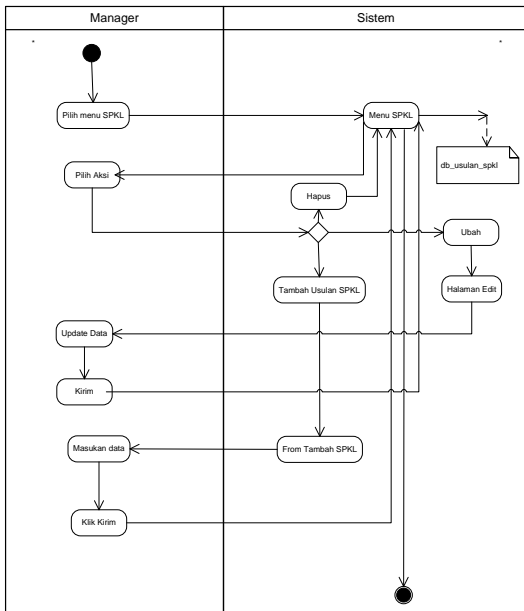 Manager
Sistem
Pilih menu SPKL
Menu SPKL
db_usulan_spkl
Pilih Aksi
Hapus
Ubah
Tambah Usulan SPKL
Halaman Edit
Update Data
Kirim
Masukan data
From Tambah SPKL
Klik Kirim